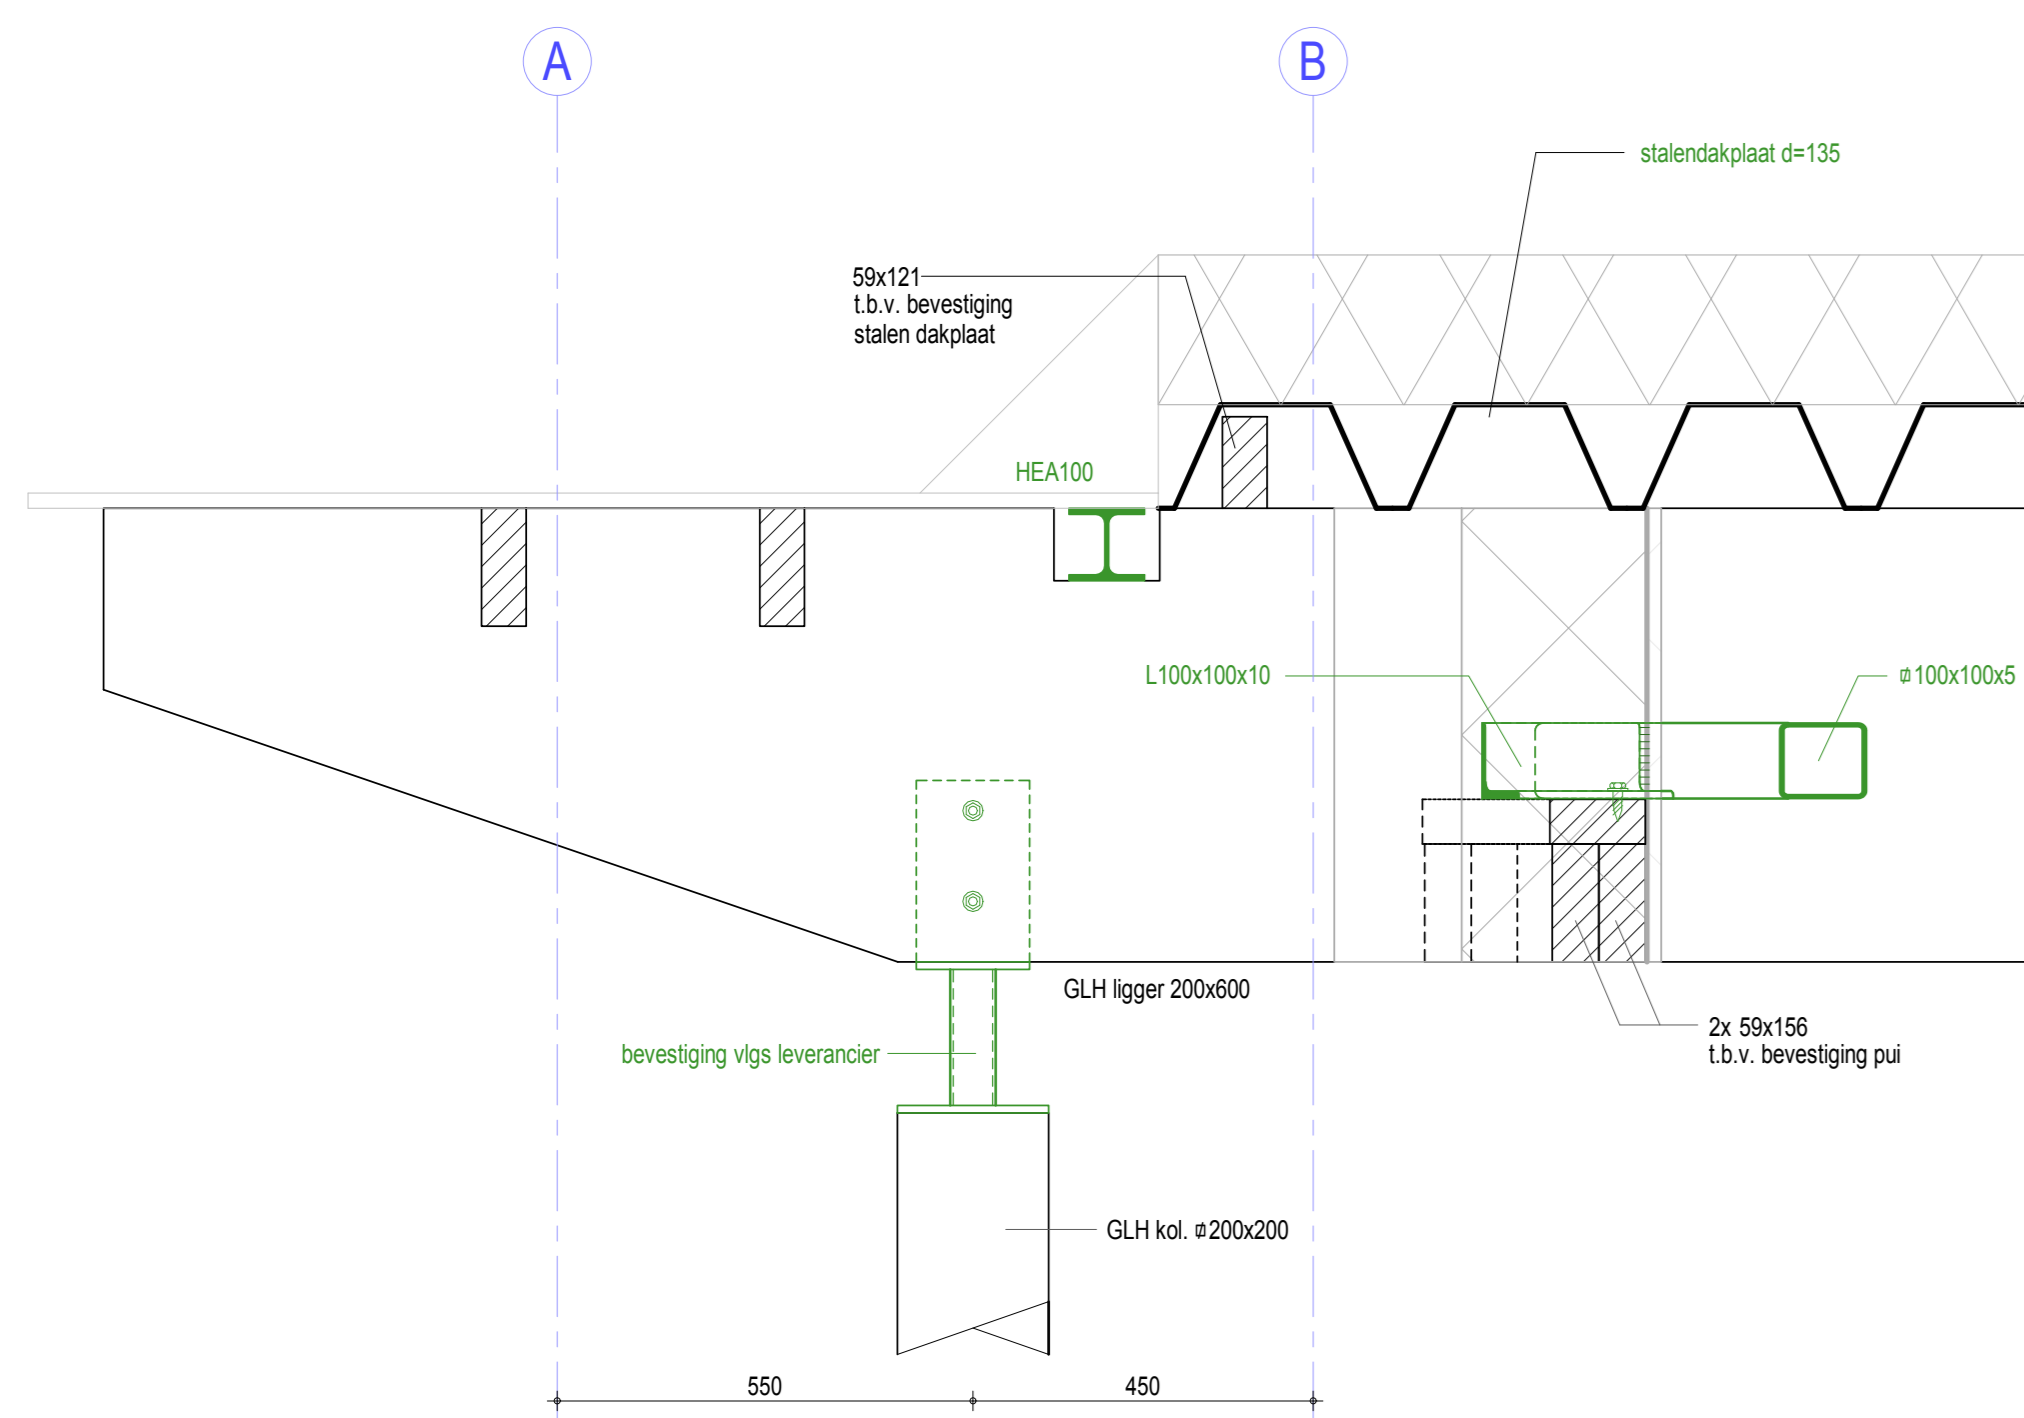 A
B
stalendakplaat d=135
59x121
t.b.v. bevestiging
stalen dakplaat
HEA100
L100x100x10
⌷100x100x5
GLH ligger 200x600
2x 59x156
t.b.v. bevestiging pui
bevestiging vlgs leverancier
GLH kol. ⌷200x200
550
450